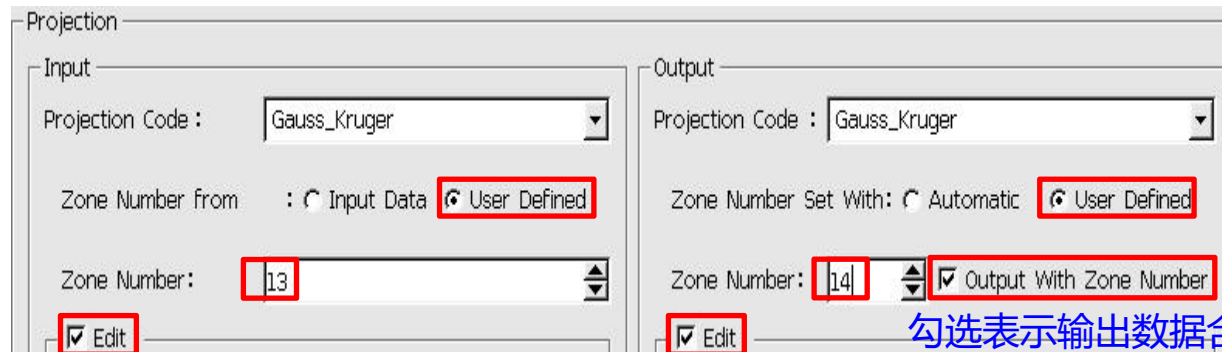 Projection
Input
Projection Code : Gauss_Kruger
Zone Number from : Input Data User Defined
Zone Number: 13
Edit
Output
Projection Code : Gauss_Kruger
Zone Number Set With: Automatic User Defined
Zone Number: 14 Output With Zone Number
Edit
勾选表示输出数据